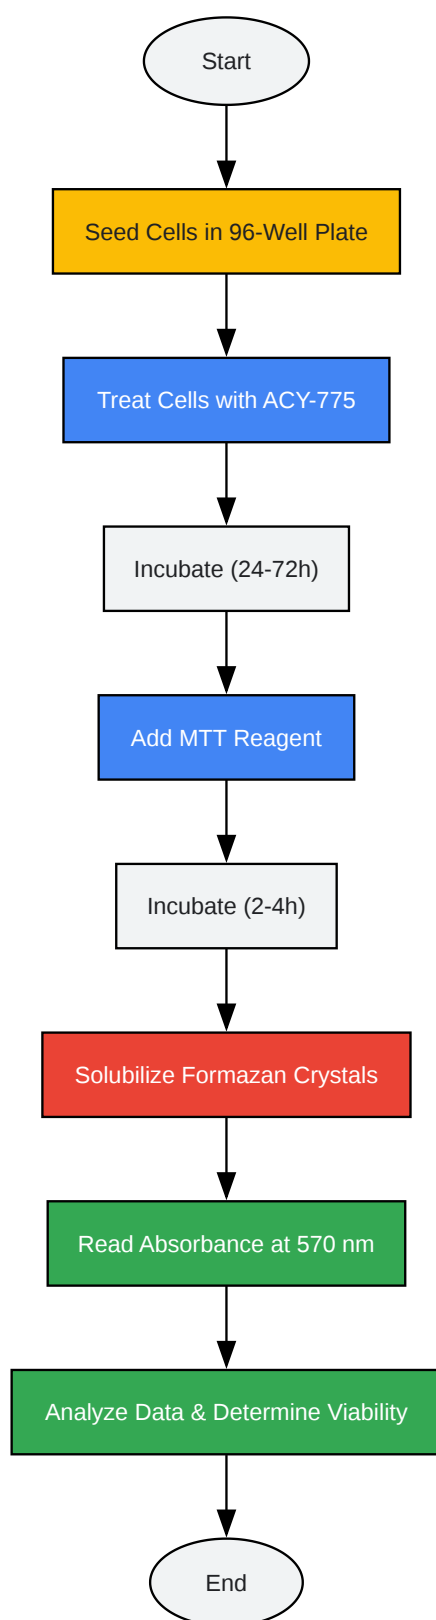 Start
Seed Cells in 96-Well Plate
Treat Cells with ACY-775
Incubate (24-72h)
Add MTT Reagent
Incubate (2-4h)
Solubilize Formazan Crystals
Read Absorbance at 570 nm
Analyze Data & Determine Viability
End